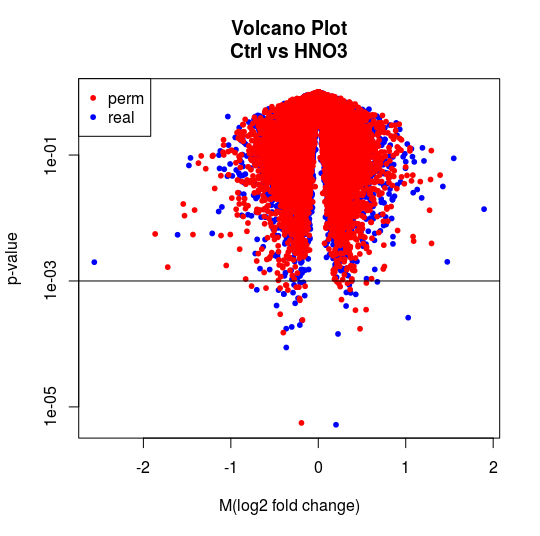 Volcano Plot
Ctrl vs HNO3
perm
real
1e-01
1e-03
1e-05
p-value
-2
-1
0
1
2
M(log2 fold change)